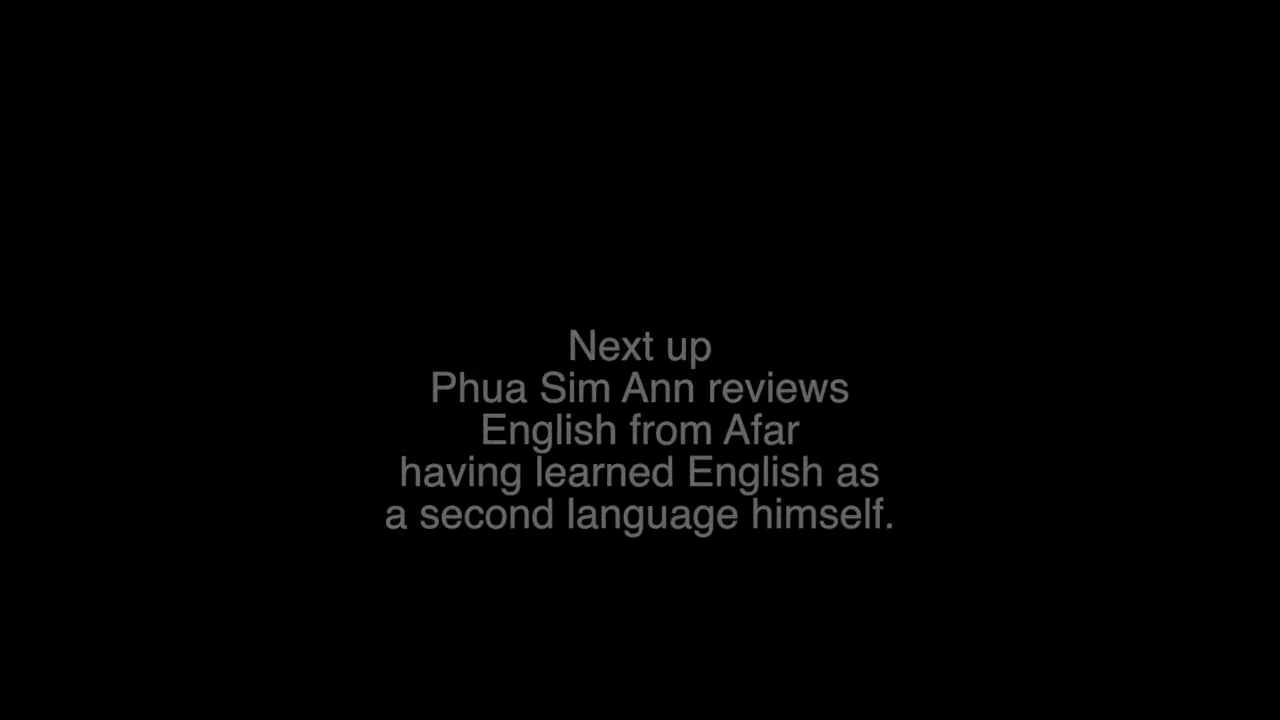 Next up
Phua Sim Ann reviews
English from Afar
having learned English as
a second language himself.